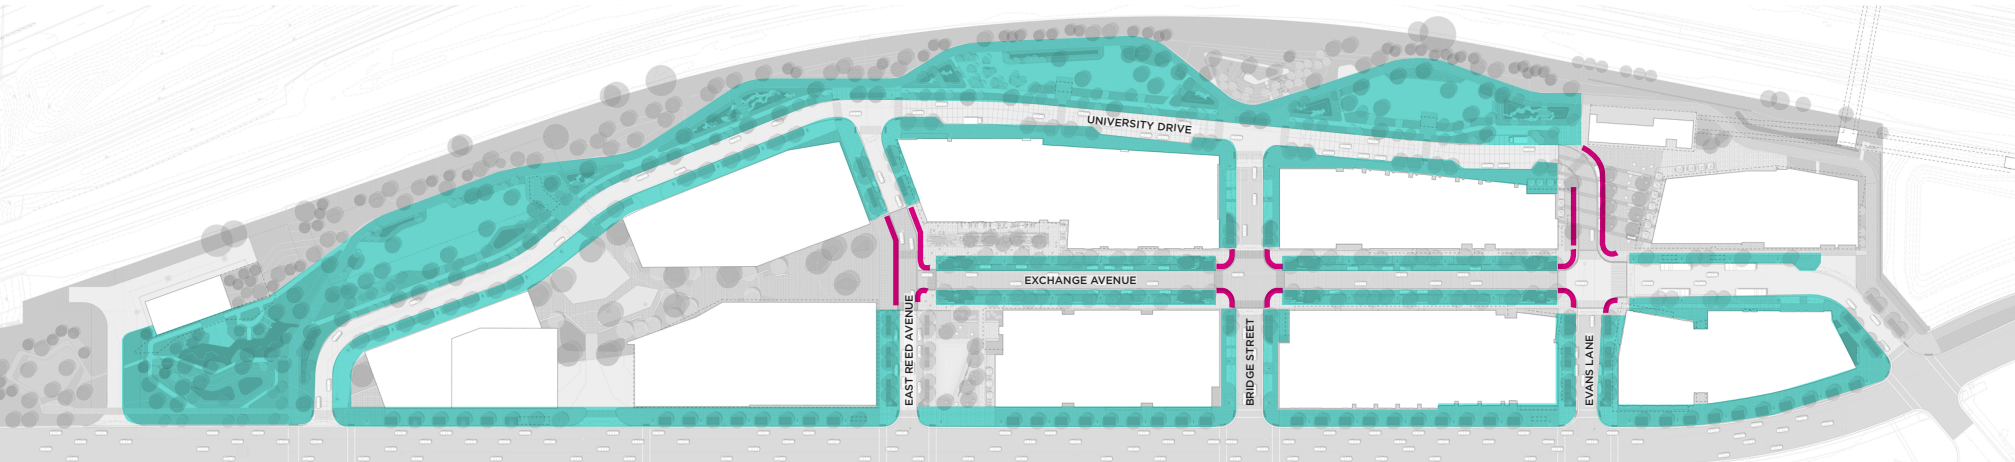 UNIVERSITY DRIVE
EXCHANGE AVENUE
EAST REED AVENUE
BRIDGE STREET
EVANS LANE